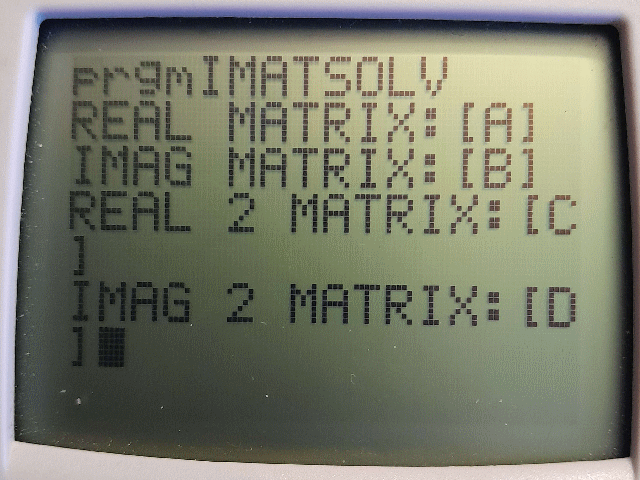 prgmIMATSOLV
REAL MATRIX:[A]
IMAG MATRIX:[B]
REAL 2 MATRIX:[C
]
IMAG 2 MATRIX:[D
]